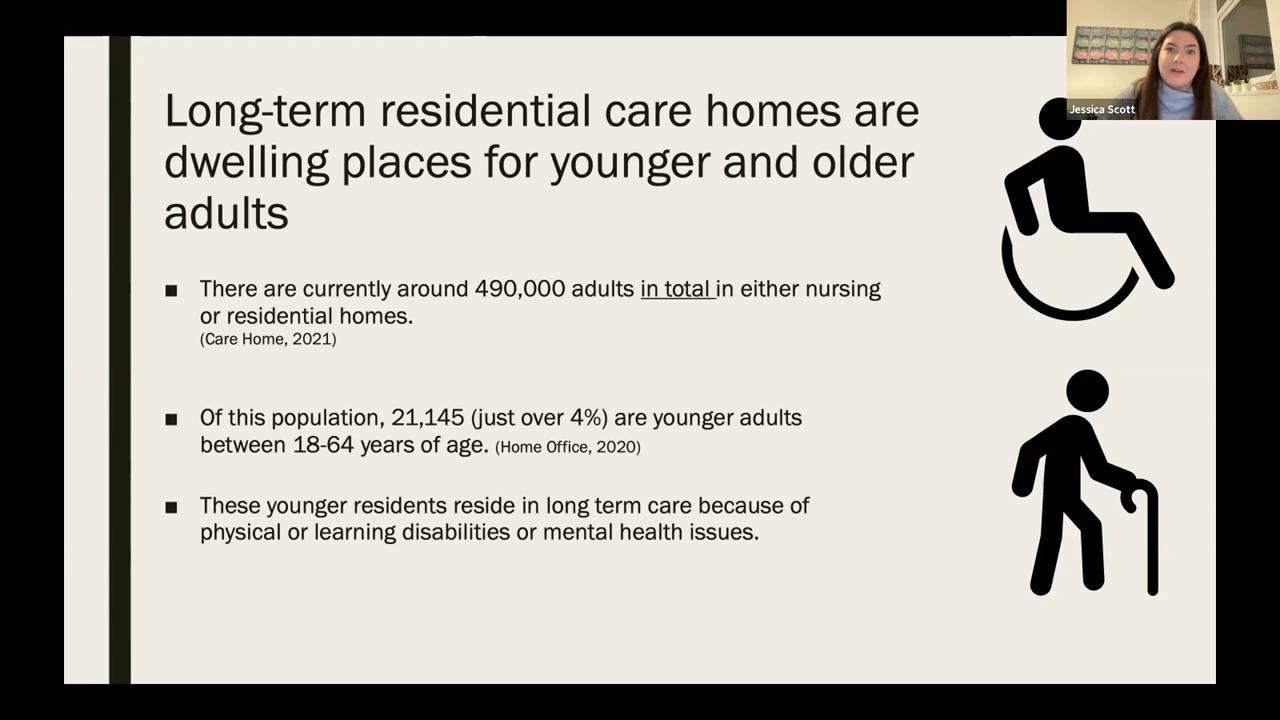 Long-term residential care homes are
dwelling places for younger and older
adults
■ There are currently around 490,000 adults in total in either nursing
or residential homes.
(Care Home, 2021)
■ Of this population, 21,145 (just over 4%) are younger adults
between 18-64 years of age. (Home Office, 2020)
■ These younger residents reside in long term care because of
physical or learning disabilities or mental health issues.
Jessica Scott